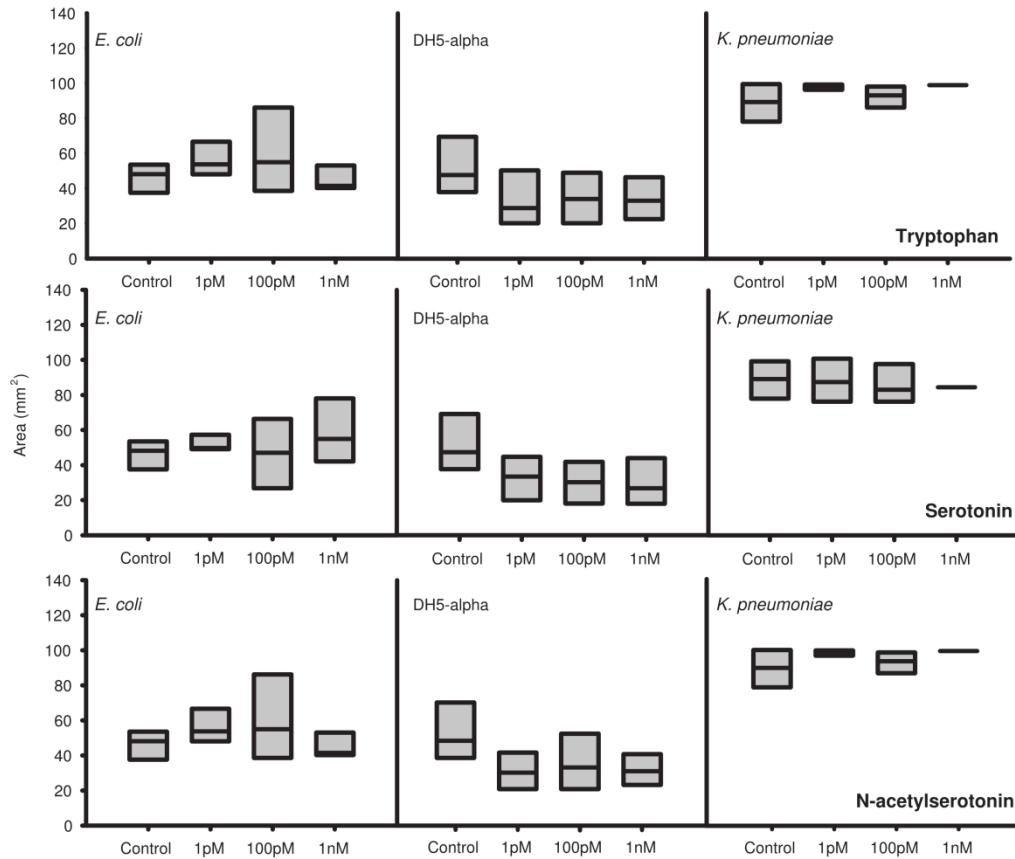 140
120
100
80
60
40
20
0
E. coli
DH5-alpha
K. pneumoniae
Tryptophan
Control 1pM 100pM 1nM Control 1pM 100pM 1nM Control 1pM 100pM 1nM
Area (mm²)
140
120
100
80
60
40
20
0
E. coli
DH5-alpha
K. pneumoniae
Serotonin
Control 1pM 100pM 1nM Control 1pM 100pM 1nM Control 1pM 100pM 1nM
140
120
100
80
60
40
20
0
E. coli
DH5-alpha
K. pneumoniae
N-acetylserotonin
Control 1pM 100pM 1nM Control 1pM 100pM 1nM Control 1pM 100pM 1nM